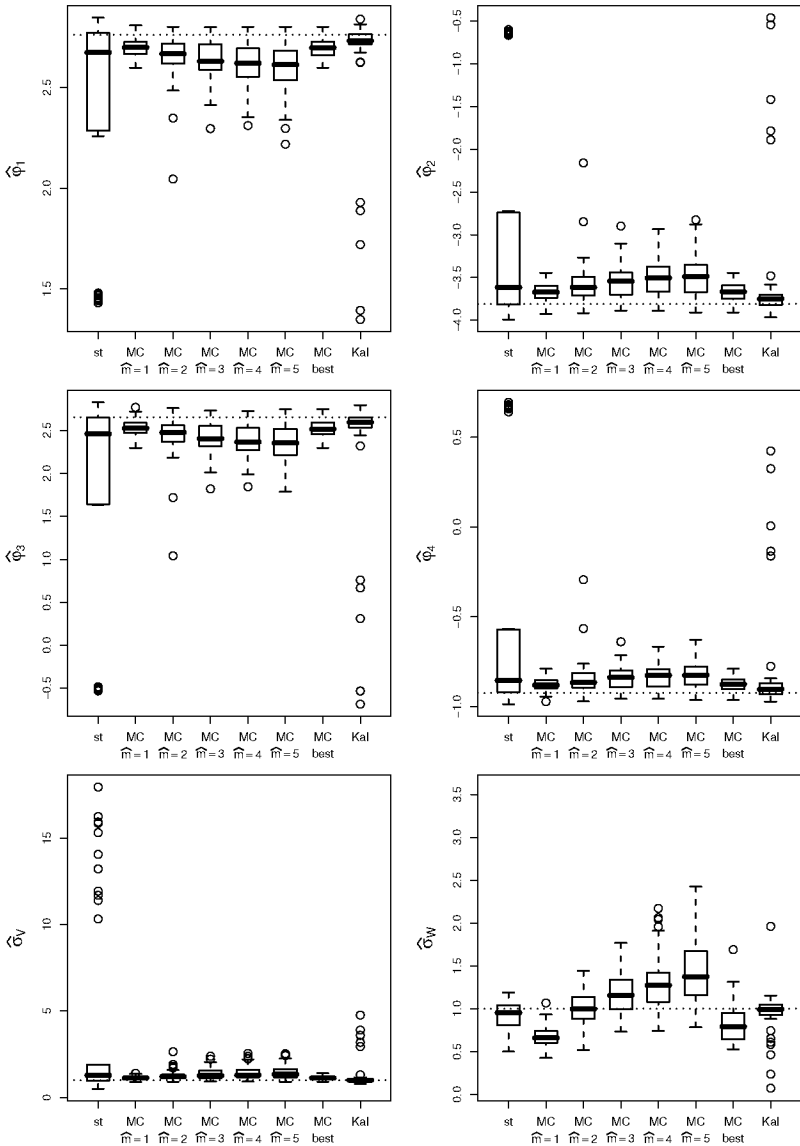 2.5
2.0
1.5
φ̂1
st MC MC MC MC MC MC Kal
m̂=1 m̂=2 m̂=3 m̂=4 m̂=5 best
-0.5
-1.0
-1.5
-2.0
-2.5
-3.0
-3.5
-4.0
φ̂2
st MC MC MC MC MC MC Kal
m̂=1 m̂=2 m̂=3 m̂=4 m̂=5 best
2.5
2.0
1.5
1.0
0.5
0.0
-0.5
φ̂3
st MC MC MC MC MC MC Kal
m̂=1 m̂=2 m̂=3 m̂=4 m̂=5 best
0.5
0.0
-0.5
-1.0
φ̂4
st MC MC MC MC MC MC Kal
m̂=1 m̂=2 m̂=3 m̂=4 m̂=5 best
15
10
5
0
σ̂V
st MC MC MC MC MC MC Kal
m̂=1 m̂=2 m̂=3 m̂=4 m̂=5 best
3.5
3.0
2.5
2.0
1.5
1.0
0.5
0.0
σ̂W
st MC MC MC MC MC MC Kal
m̂=1 m̂=2 m̂=3 m̂=4 m̂=5 best